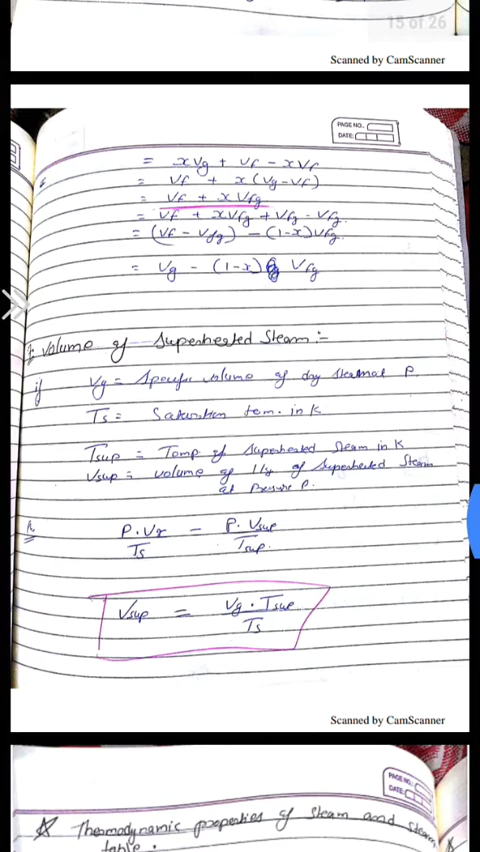 15 of 26
Scanned by CamScanner
PAGE NO.
DATE:
= xVg + Vf - xVf
= Vf + x(Vg-Vf)
= Vf + xVfg
= Vf + xVfg + Vfg - Vfg
= (Vf - Vfg) - (1-x)Vfg
= Vg - (1-x) Vfg
Volume of Superheated Steam :-
if Vg = Specific volume of dry steam at P.
Ts = Saturation tem. in K
Tsup = Temp of Superheated Steam in K
Vsup = volume of 1kg of Superheated Steam
at Pressure P.
P.Vg/Ts = P.Vsup/Tsup.
Vsup = Vg.Tsup/Ts
Scanned by CamScanner
PAGE NO.
DATE:
Thermodynamic properties of steam and steam
table.